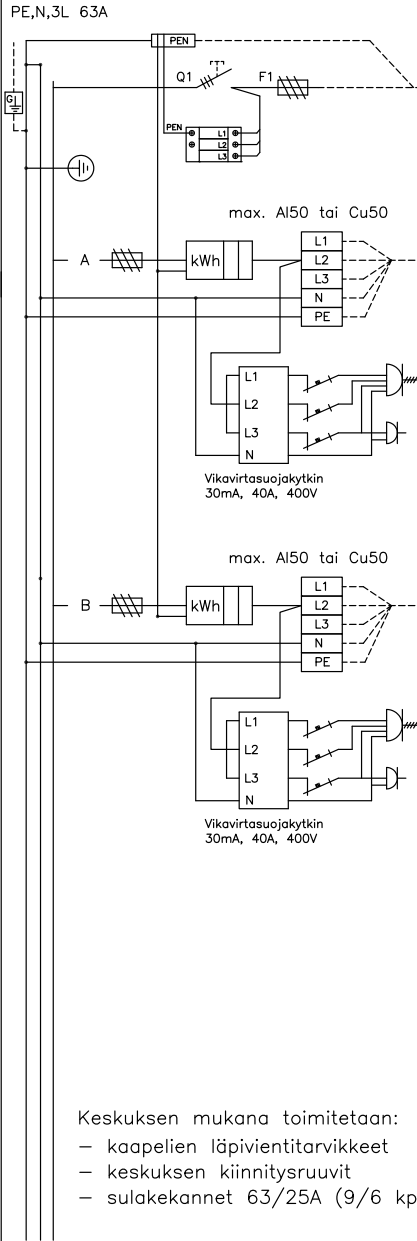 PE,N,3L 63A
PEN
Q1 F1
G
PEN L1
L2
L3
max. Al50 tai Cu50
A kWh
L1
L2
L3
N
PE
L1
L2
L3
N
Vikavirtasuojakytkin
30mA, 40A, 400V
max. Al50 tai Cu50
B kWh
L1
L2
L3
N
PE
L1
L2
L3
N
Vikavirtasuojakytkin
30mA, 40A, 400V
Keskuksen mukana toimitetaan:
– kaapelien läpivientitarvikkeet
– keskuksen kiinnitysruuvit
– sulakekannet 63/25A (9/6 kp